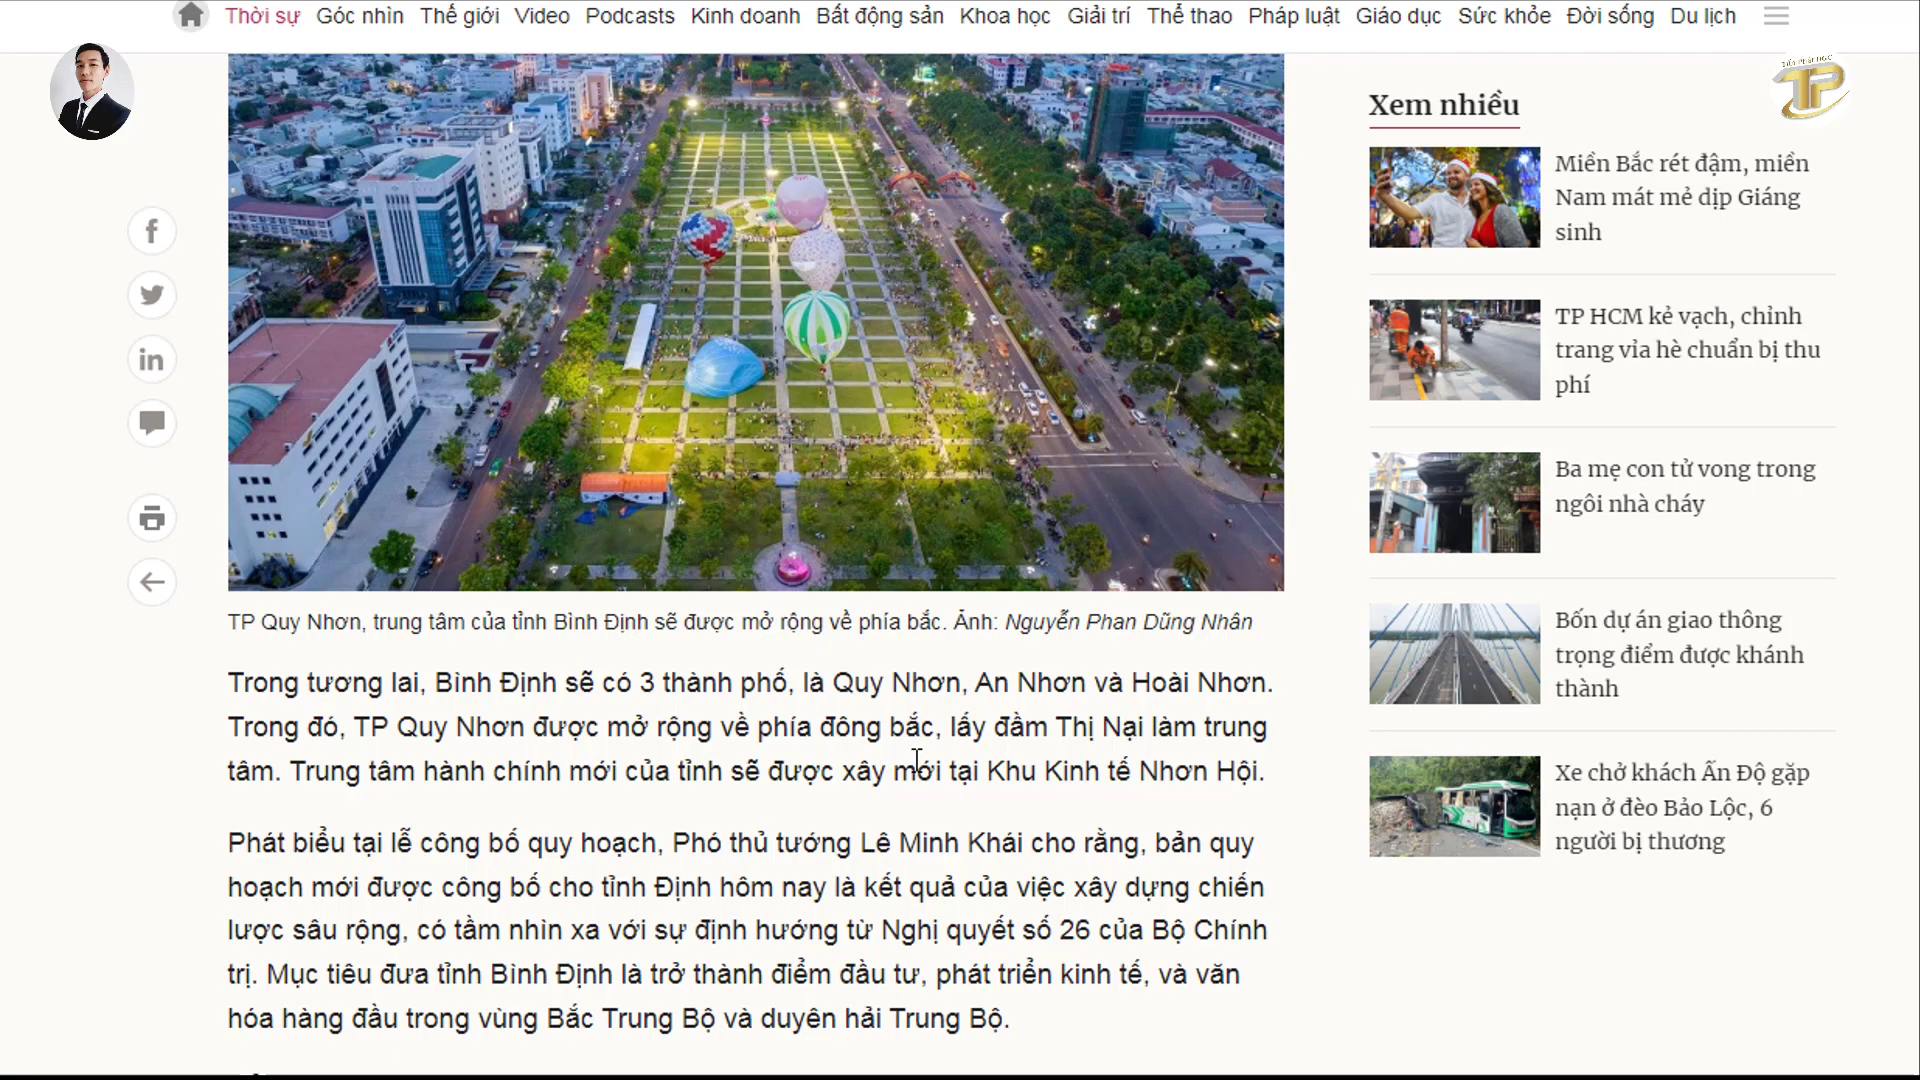 Thời sự Góc nhìn Thế giới Video Podcasts Kinh doanh Bất động sản Khoa học Giải trí Thể thao Pháp luật Giáo dục Sức khỏe Đời sống Du lịch
TP
TP Quy Nhơn, trung tâm của tỉnh Bình Định sẽ được mở rộng về phía bắc. Ảnh: Nguyễn Phan Dũng Nhân
Trong tương lai, Bình Định sẽ có 3 thành phố, là Quy Nhơn, An Nhơn và Hoài Nhơn.
Trong đó, TP Quy Nhơn được mở rộng về phía đông bắc, lấy đầm Thị Nại làm trung
tâm. Trung tâm hành chính mới của tỉnh sẽ được xây mới tại Khu Kinh tế Nhơn Hội.
Phát biểu tại lễ công bố quy hoạch, Phó thủ tướng Lê Minh Khái cho rằng, bản quy
hoạch mới được công bố cho tỉnh Định hôm nay là kết quả của việc xây dựng chiến
lược sâu rộng, có tầm nhìn xa với sự định hướng từ Nghị quyết số 26 của Bộ Chính
trị. Mục tiêu đưa tỉnh Bình Định là trở thành điểm đầu tư, phát triển kinh tế, và văn
hóa hàng đầu trong vùng Bắc Trung Bộ và duyên hải Trung Bộ.
Xem nhiều
Miền Bắc rét đậm, miền
Nam mát mẻ dịp Giáng
sinh
TP HCM kẻ vạch, chỉnh
trang vỉa hè chuẩn bị thu
phí
Ba mẹ con tử vong trong
ngôi nhà cháy
Bốn dự án giao thông
trọng điểm được khánh
thành
Xe chở khách Ấn Độ gặp
nạn ở đèo Bảo Lộc, 6
người bị thương